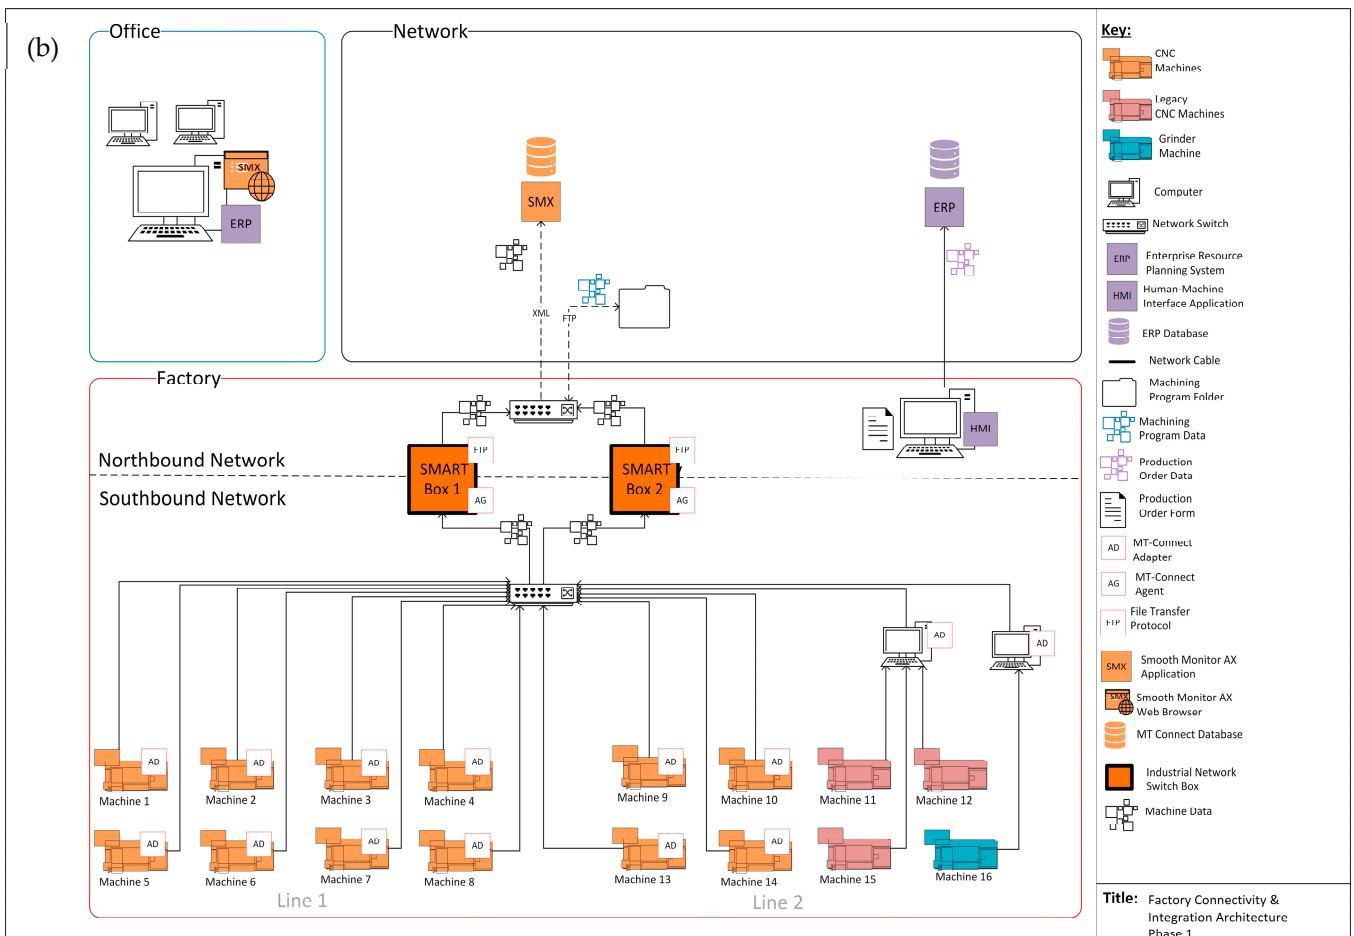 (b)
Office
Network
SMX
ERP
SMX
ERP
XML
FTP
Factory
HMI
FTP
FTP
SMART
Box 1
SMART
Box 2
AG
AG
Northbound Network
Southbound Network
AD
AD
AD
AD
AD
AD
AD
AD
Machine 1
Machine 2
Machine 3
Machine 4
Machine 9
Machine 10
Machine 11
Machine 12
AD
AD
AD
AD
AD
AD
Machine 5
Machine 6
Machine 7
Machine 8
Machine 13
Machine 14
Machine 15
Machine 16
Line 1
Line 2
Key:
CNC
Machines
Legacy
CNC Machines
Grinder
Machine
Computer
Network Switch
ERP
Enterprise Resource
Planning System
HMI
Human-Machine
Interface Application
ERP Database
Network Cable
Machining
Program Folder
Machining
Program Data
Production
Order Data
Production
Order Form
AD
MT-Connect
Adapter
AG
MT-Connect
Agent
FTP
File Transfer
Protocol
SMX
Smooth Monitor AX
Application
SMX
Smooth Monitor AX
Web Browser
MT Connect Database
Industrial Network
Switch Box
Machine Data
Title:
Factory Connectivity &
Integration Architecture
Phase 1